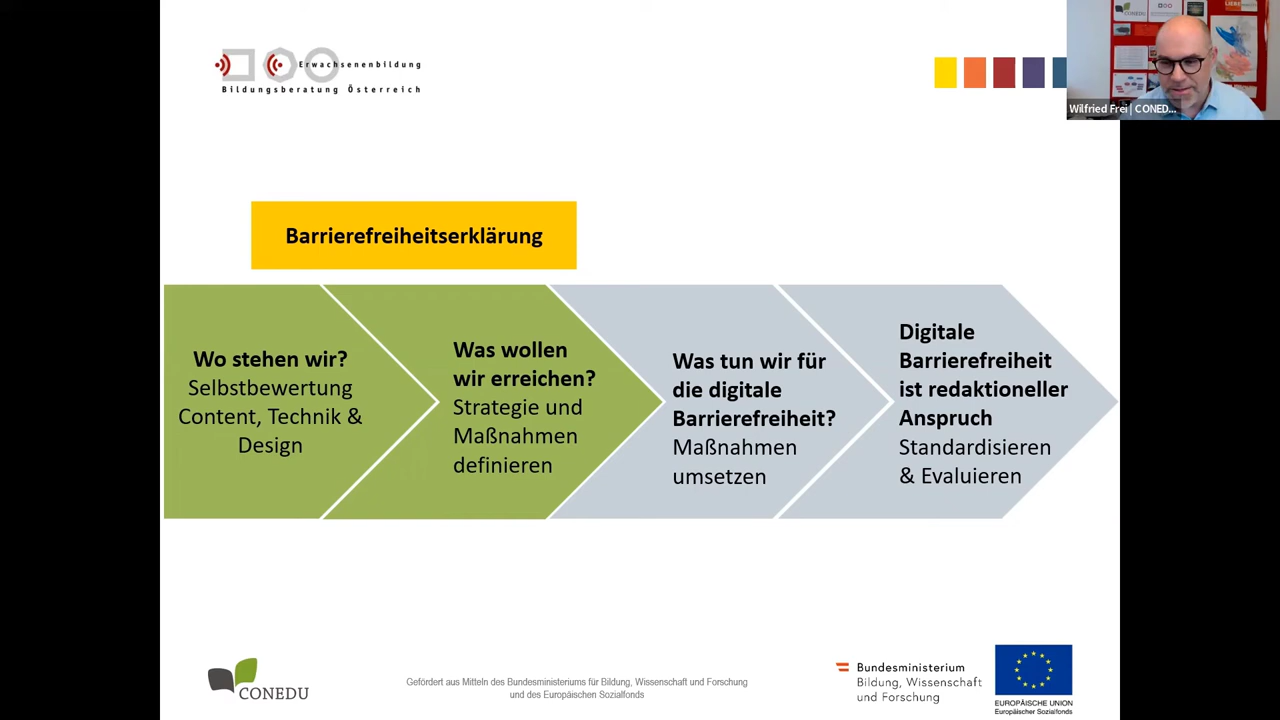 Erwachsenenbildung
Bildungsberatung Österreich
CONEDU
LIEBE
Wilfried Frei | CONED...
Barrierefreiheitserklärung
Wo stehen wir?
Selbstbewertung
Content, Technik &
Design
Was wollen
wir erreichen?
Strategie und
Maßnahmen
definieren
Was tun wir für
die digitale
Barrierefreiheit?
Maßnahmen
umsetzen
Digitale
Barrierefreiheit
ist redaktioneller
Anspruch
Standardisieren
& Evaluieren
CONEDU
Gefördert aus Mitteln des Bundesministeriums für Bildung, Wissenschaft und Forschung
und des Europäischen Sozialfonds
Bundesministerium
Bildung, Wissenschaft
und Forschung
EUROPÄISCHE UNION
Europäischer Sozialfonds